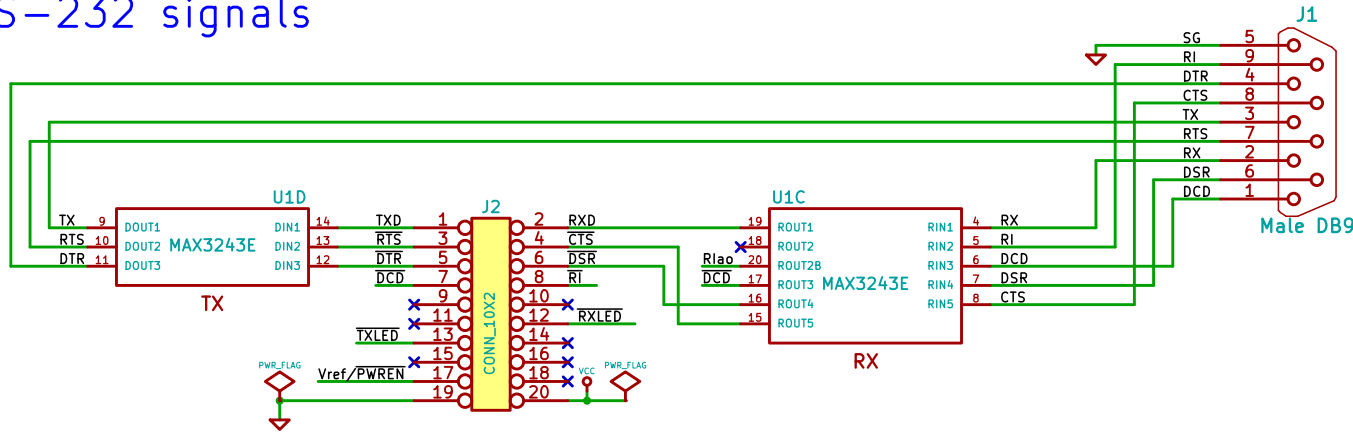 S-232 signals
J1
SG 5
RI 9
DTR 4
CTS 8
TX 3
RTS 7
RX 2
DSR 6
DCD 1
Male DB9
U1D
TX 9 DOUT1 DIN1 14 TXD
RTS 10 DOUT2 MAX3243E DIN2 13 RTS
DTR 11 DOUT3 DIN3 12 DTR
TX
J2
1 2 RXD
3 4 CTS
5 6 DSR
DCD 7 8 RI
9 10
11 12 RXLED
TXLED 13 14
15 16
Vref/PWREN 17 18
19 20
CONN_10X2
PWR_FLAG
VCC
PWR_FLAG
U1C
19 ROUT1 RIN1 4 RX
18 ROUT2 RIN2 5 RI
RIao 20 ROUT2B RIN3 6 DCD
DCD 17 ROUT3 MAX3243E RIN4 7 DSR
16 ROUT4 RIN5 8 CTS
15 ROUT5
RX